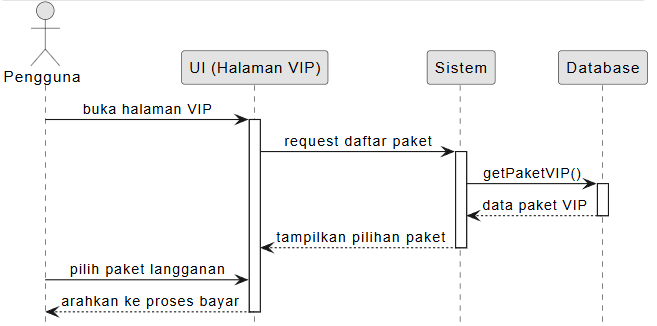 Pengguna
UI (Halaman VIP)
Sistem
Database
buka halaman VIP
request daftar paket
getPaketVIP()
data paket VIP
tampilkan pilihan paket
pilih paket langganan
arahkan ke proses bayar